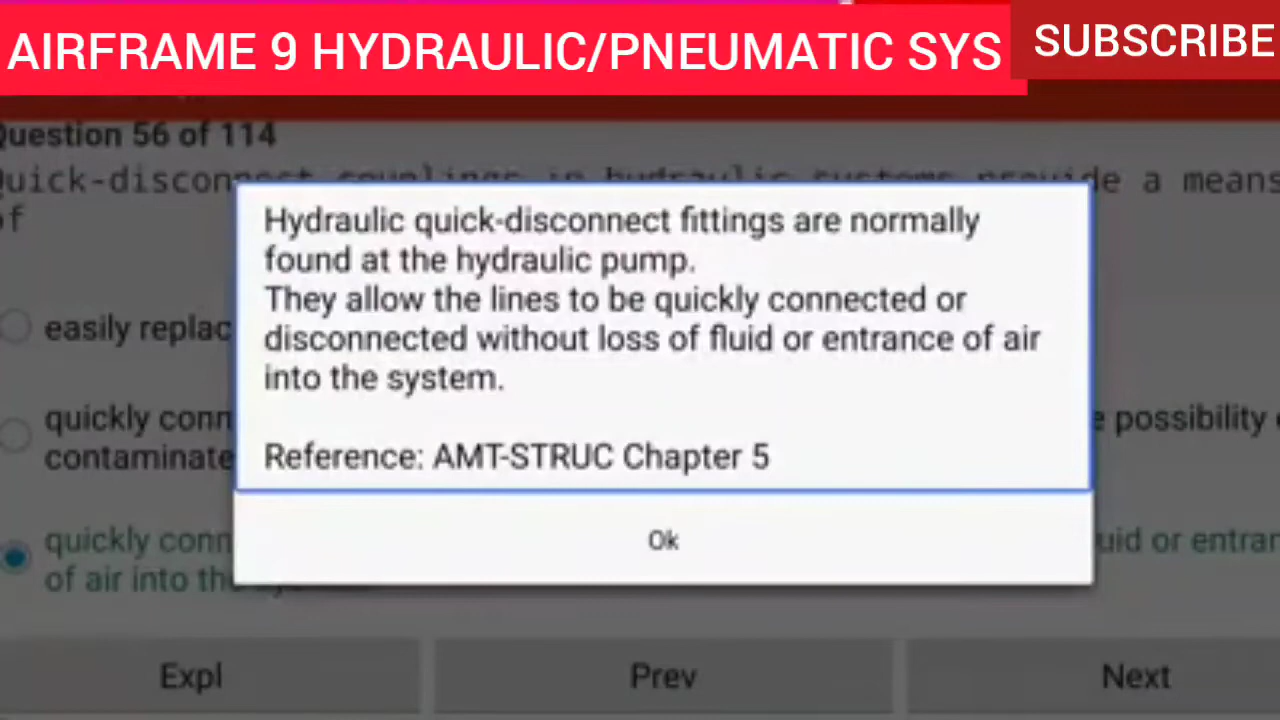 AIRFRAME 9 HYDRAULIC/PNEUMATIC SYS
SUBSCRIBE
Question 56 of 114
Quick-disconnect couplings in hydraulic systems provide a means
of
Hydraulic quick-disconnect fittings are normally
found at the hydraulic pump.
They allow the lines to be quickly connected or
disconnected without loss of fluid or entrance of air
into the system.
Reference: AMT-STRUC Chapter 5
Ok
easily replac
quickly conn
e possibility
contaminate
quickly conn
uid or entran
of air into the
Expl
Prev
Next